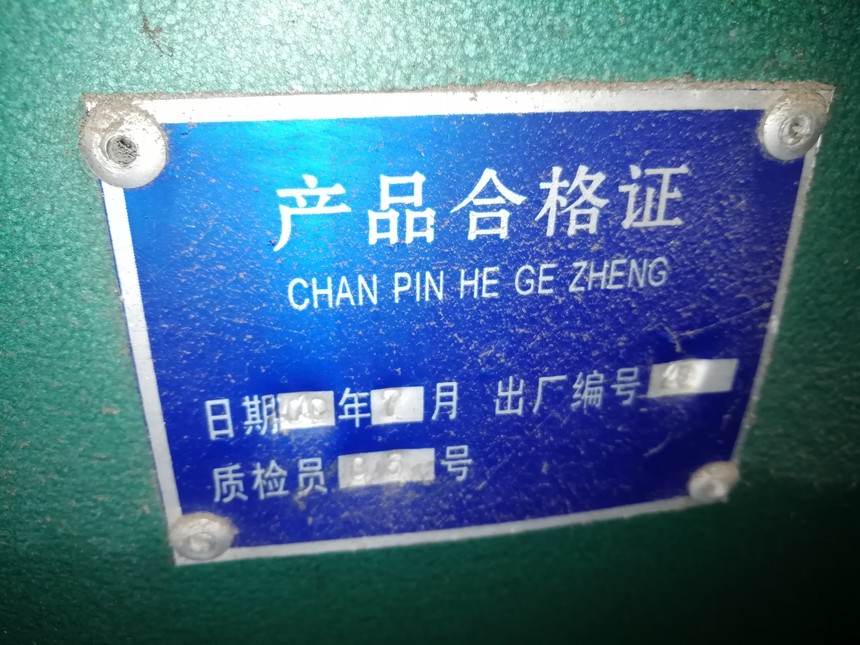 产品合格证
CHAN PIN HE GE ZHENG
日期 年7月 出厂编号
质检员 号